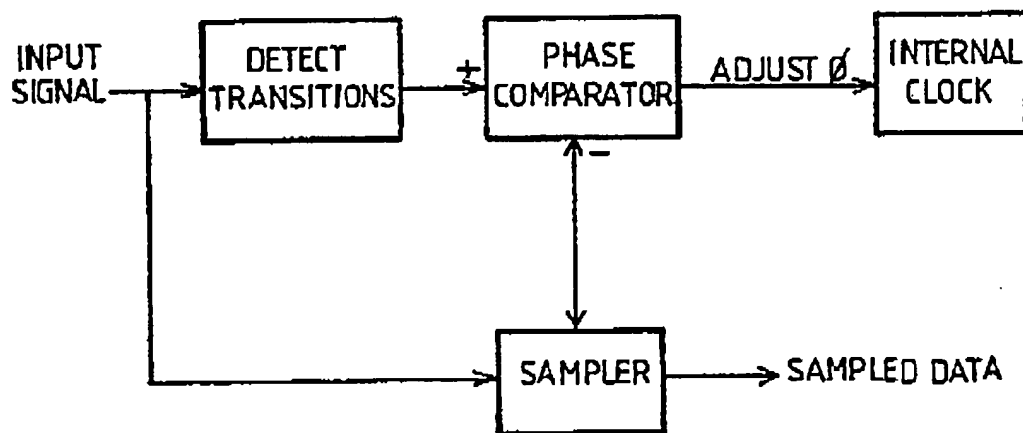 INPUT
SIGNAL
DETECT
TRANSITIONS
+
PHASE
COMPARATOR
-
ADJUST Ø
INTERNAL
CLOCK
SAMPLER
SAMPLED DATA